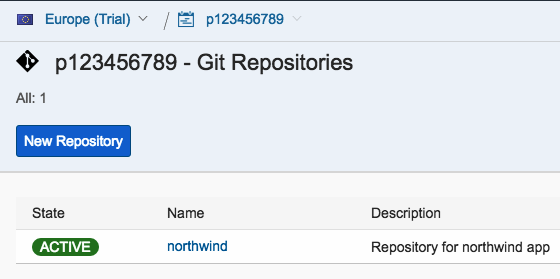 Europe (Trial) / p123456789
p123456789 - Git Repositories
All: 1
New Repository
State Name Description
ACTIVE northwind Repository for northwind app